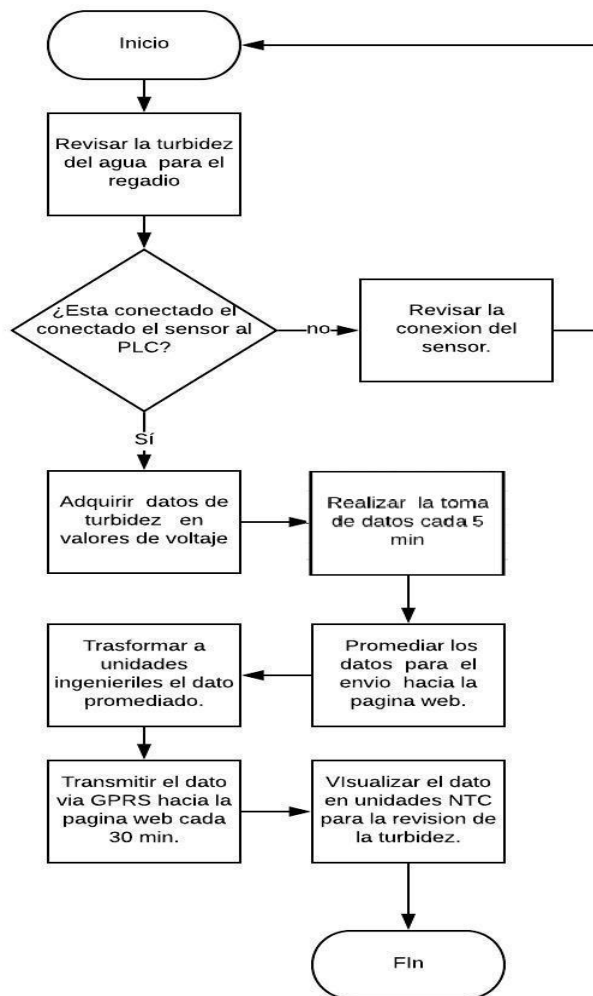 Inicio
Revisar la turbidez
del agua para el
regadio
¿Esta conectado el
conectado el sensor al
PLC?
no
Revisar la
conexion del
sensor.
Sí
Adquirir datos de
turbidez en
valores de voltaje
Realizar la toma
de datos cada 5
min
Promediar los
datos para el
envio hacia la
pagina web.
Trasformar a
unidades
ingenieriles el dato
promediado.
Transmitir el dato
via GPRS hacia la
pagina web cada
30 min.
VIsualizar el dato
en unidades NTC
para la revision de
la turbidez.
FIn